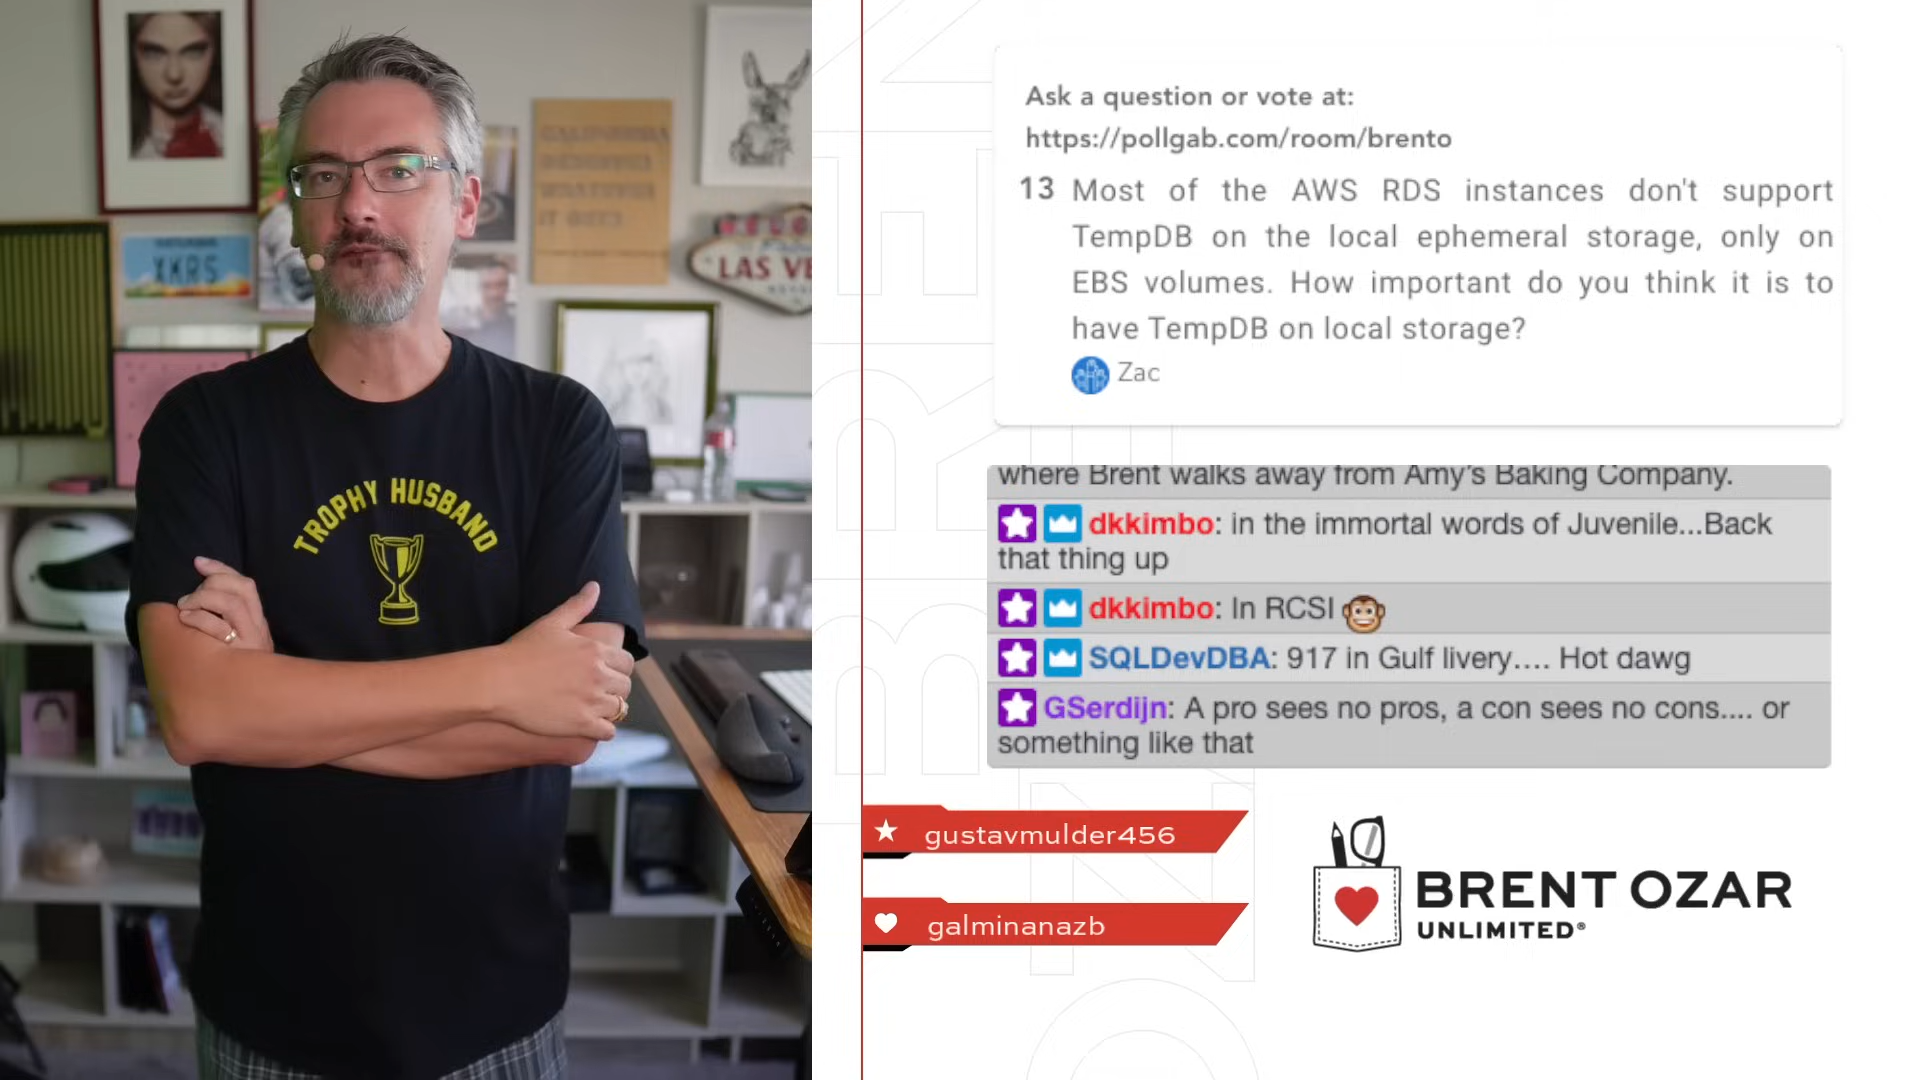 XKRS
LAS VE
TROPHY HUSBAND
Ask a question or vote at:
https://pollgab.com/room/brento
13 Most of the AWS RDS instances don't support
TempDB on the local ephemeral storage, only on
EBS volumes. How important do you think it is to
have TempDB on local storage?
Zac
where Brent walks away from Amy's Baking Company.
dkkimbo: in the immortal words of Juvenile...Back
that thing up
dkkimbo: In RCSI
SQLDevDBA: 917 in Gulf livery.... Hot dawg
GSerdijn: A pro sees no pros, a con sees no cons.... or
something like that
gustavmulder456
galminanazb
BRENT OZAR
UNLIMITED®